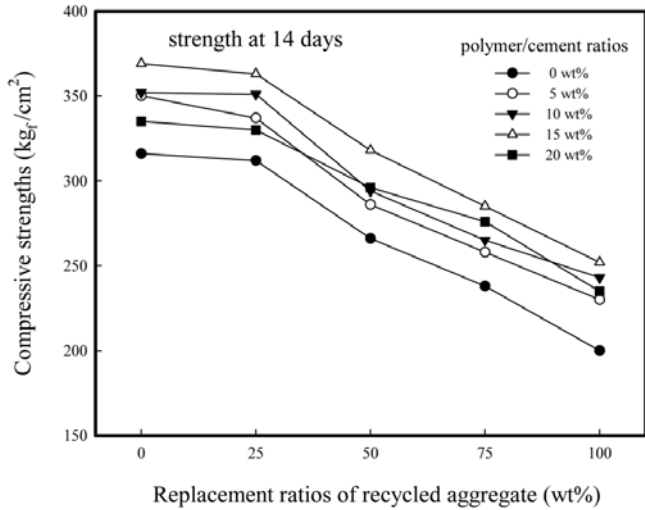 strength at 14 days
polymer/cement ratios
0 wt%
5 wt%
10 wt%
15 wt%
20 wt%
Compressive strengths (kgf/cm²)
400
350
300
250
200
150
0 25 50 75 100
Replacement ratios of recycled aggregate (wt%)